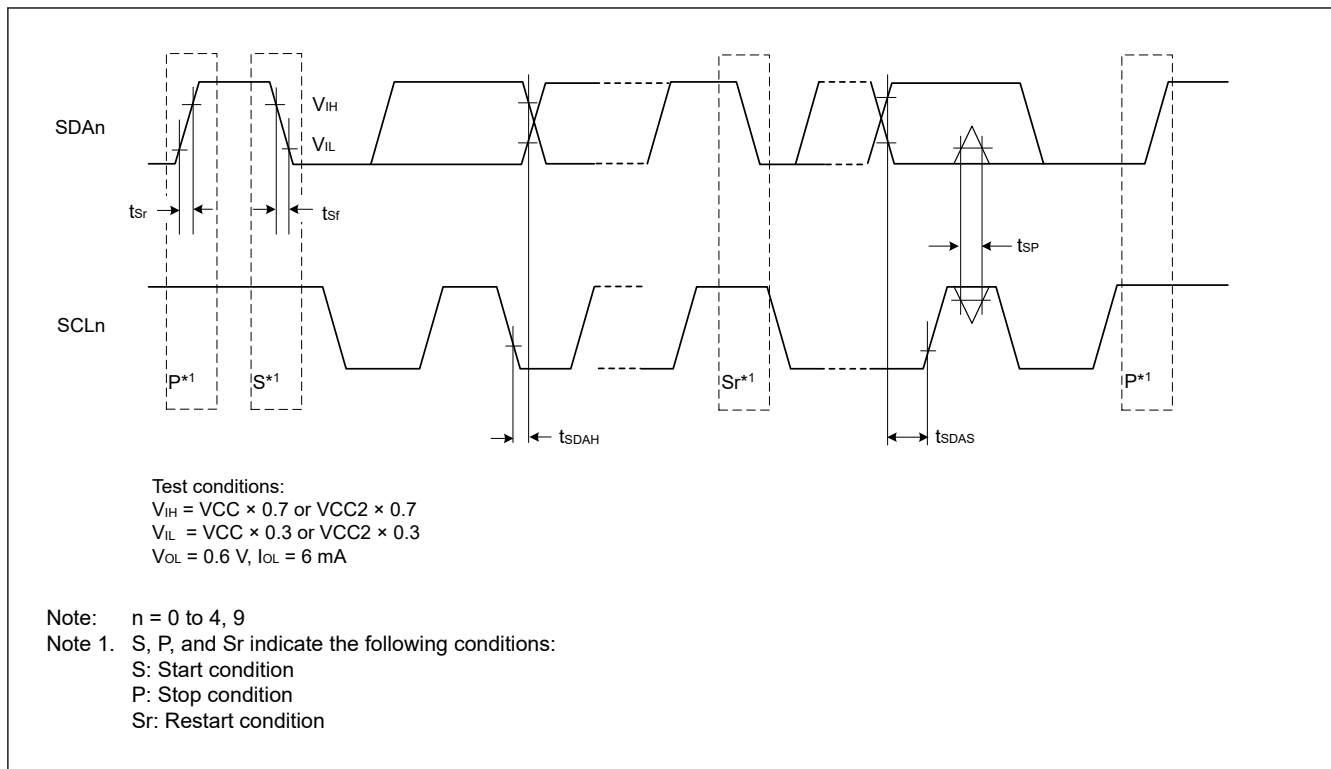 SDAn
VIH
VIL
tSr
tSf
tSP
SCLn
P*1
S*1
Sr*1
P*1
tSDAH
tSDAS
Test conditions:
VIH = VCC × 0.7 or VCC2 × 0.7
VIL = VCC × 0.3 or VCC2 × 0.3
VOL = 0.6 V, IOL = 6 mA
Note: n = 0 to 4, 9
Note 1. S, P, and Sr indicate the following conditions:
S: Start condition
P: Stop condition
Sr: Restart condition